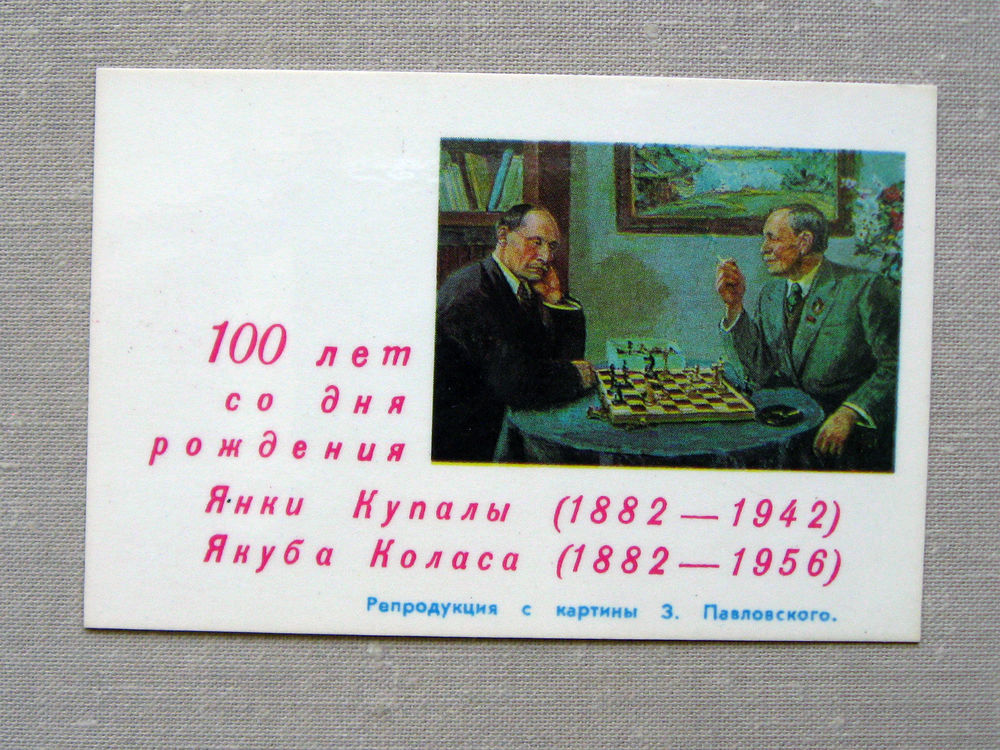 100 лет
со дня
рождения
Янки Купалы (1882—1942)
Якуба Коласа (1882—1956)
Репродукция с картины З. Павловского.